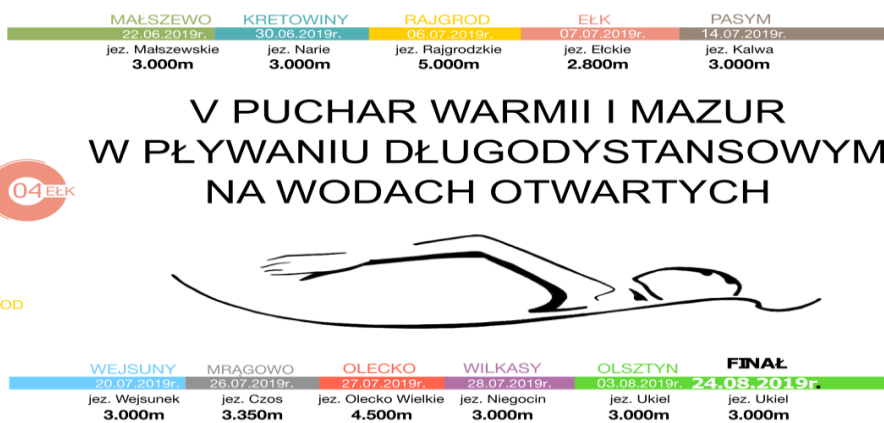 MAŁSZEWO KRETOWINY RAJGROD EŁK PASYM
22.06.2019r. 30.06.2019r. 06.07.2019r. 07.07.2019r. 14.07.2019r.
jez. Małszewskie jez. Narie jez. Rajgrodzkie jez. Ełckie jez. Kalwa
3.000m 3.000m 5.000m 2.800m 3.000m
V PUCHAR WARMII I MAZUR
W PŁYWANIU DŁUGODYSTANSOWYM
NA WODACH OTWARTYCH
04 EŁK
OD
WEJSUNY MRĄGOWO OLECKO WILKASY OLSZTYN FINAŁ
20.07.2019r. 26.07.2019r. 27.07.2019r. 28.07.2019r. 03.08.2019r. 24.08.2019r.
jez. Wejsunek jez. Czos jez. Olecko Wielkie jez. Niegocin jez. Ukiel jez. Ukiel
3.000m 3.350m 4.500m 3.000m 3.000m 3.000m